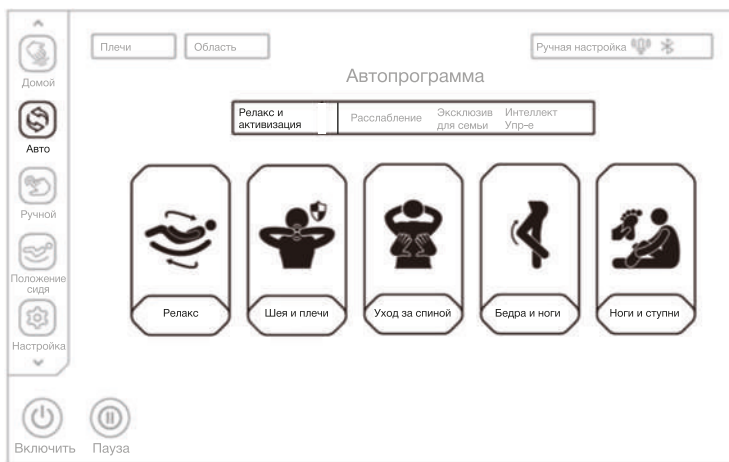 Плечи
Область
Ручная настройка
Автопрограмма
Домой
Авто
Ручной
Положение
сидя
Настройка
Релакс и
активизация
Расслабление
Эксклюзив
для семьи
Интеллект
Упр-е
Релакс
Шея и плечи
Уход за спиной
Бедра и ноги
Ноги и ступни
Включить
Пауза